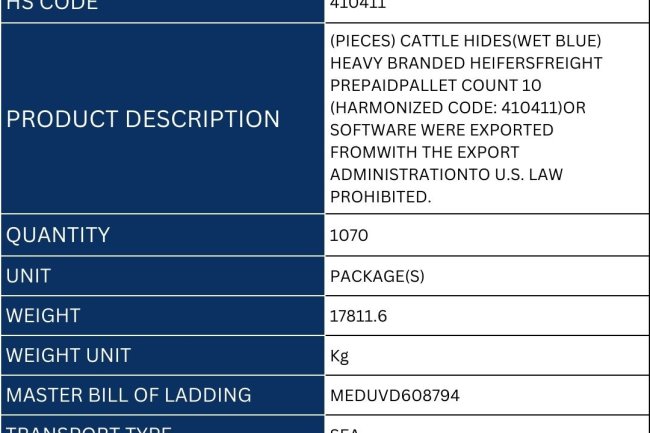 HS CODE
410411
PRODUCT DESCRIPTION
(PIECES) CATTLE HIDES(WET BLUE)
HEAVY BRANDED HEIFERSFREIGHT
PREPAIDPALLET COUNT 10
(HARMONIZED CODE: 410411)OR
SOFTWARE WERE EXPORTED
FROMWITH THE EXPORT
ADMINISTRATIONTO U.S. LAW
PROHIBITED.
QUANTITY
1070
UNIT
PACKAGE(S)
WEIGHT
17811.6
WEIGHT UNIT
Kg
MASTER BILL OF LADDING
MEDUVD608794
TRANSPORT TYPE
SEA